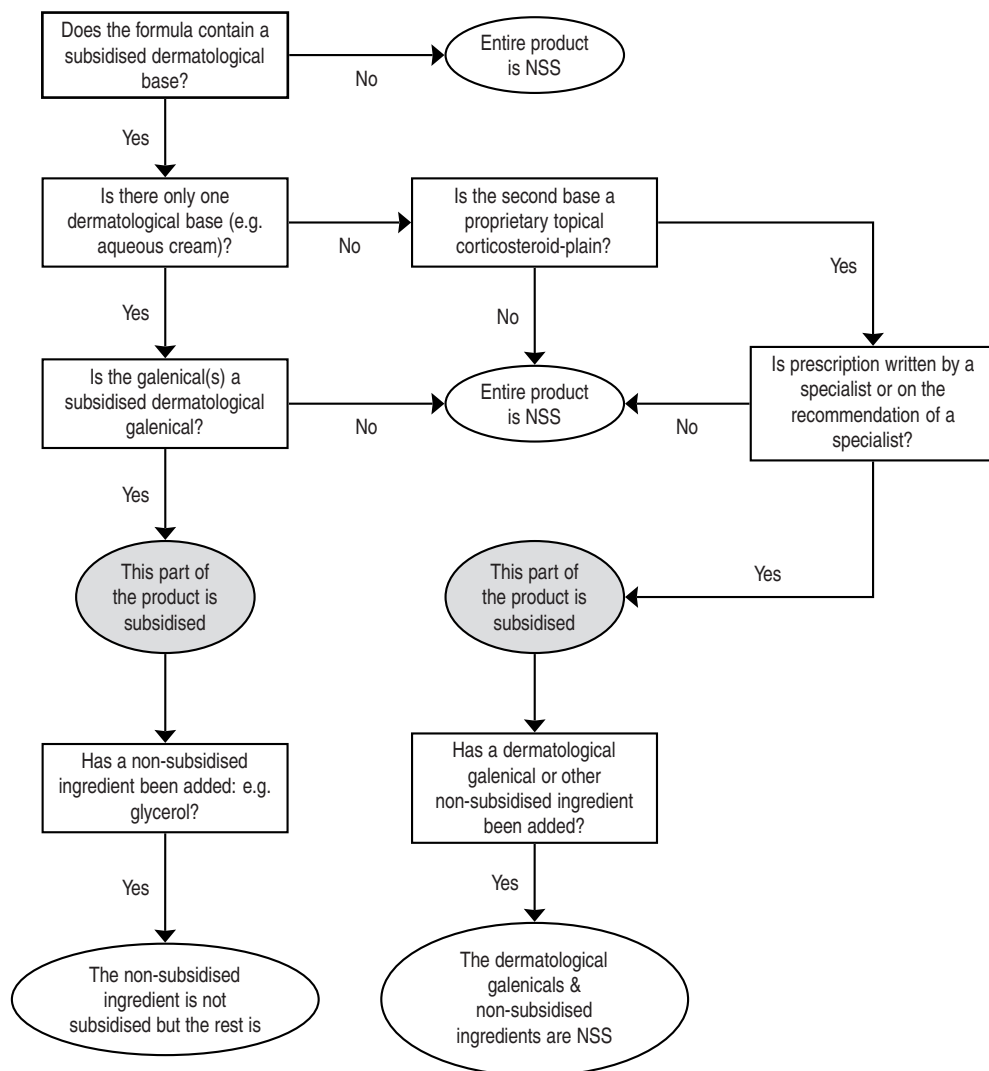 Does the formula contain a
subsidised dermatological
base?
No
Entire product
is NSS
Yes
Is there only one
dermatological base (e.g.
aqueous cream)?
No
Is the second base a
proprietary topical
corticosteroid-plain?
Yes
Yes
No
Is the galenical(s) a
subsidised dermatological
galenical?
No
Entire product
is NSS
No
Is prescription written by a
specialist or on the
recommendation of a
specialist?
Yes
Yes
This part of
the product is
subsidised
This part of
the product is
subsidised
Has a non-subsidised
ingredient been added: e.g.
glycerol?
Has a dermatological
galenical or other
non-subsidised ingredient
been added?
Yes
Yes
The non-subsidised
ingredient is not
subsidised but the rest is
The dermatological
galenicals &
non-subsidised
ingredients are NSS